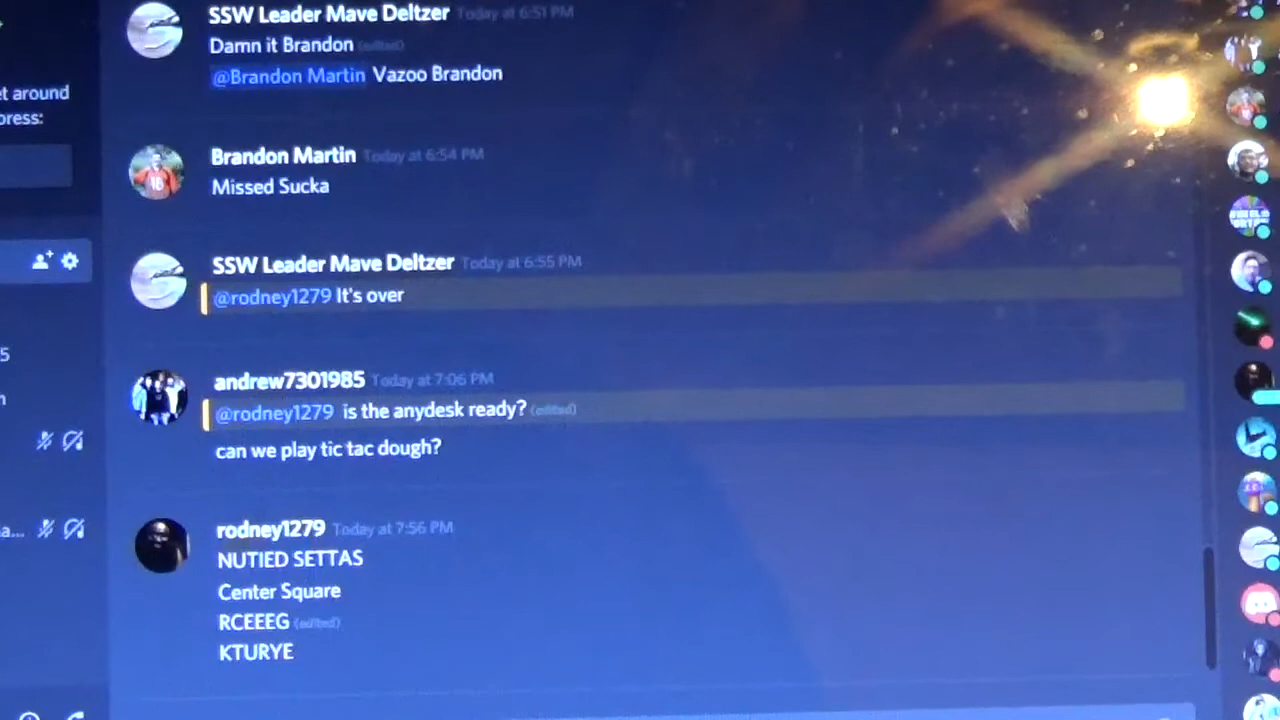 SSW Leader Mave Deltzer Today at 6:51 PM
Damn it Brandon (edited)
@Brandon Martin Vazoo Brandon
et around
press:
Brandon Martin Today at 6:54 PM
Missed Sucka
SSW Leader Mave Deltzer Today at 6:55 PM
@rodney1279 It's over
5
andrew7301985 Today at 7:06 PM
@rodney1279 is the anydesk ready? (edited)
can we play tic tac dough?
rodney1279 Today at 7:56 PM
NUTIED SETTAS
Center Square
RCEEEG (edited)
KTURYE